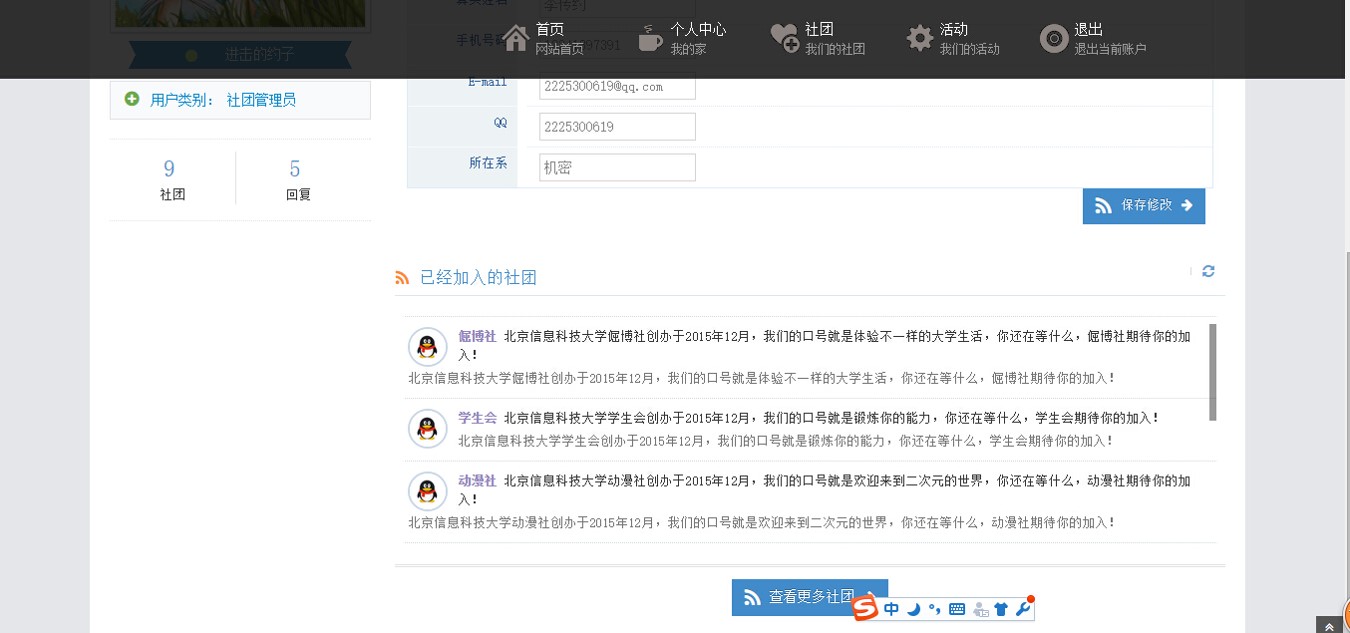 首页
网站首页
个人中心
我的家
社团
我们的社团
活动
我们的活动
退出
退出当前账户
进击的约子
用户类别： 社团管理员
9
社团
5
回复
手机号码
E-mail
2225300619@qq.com
QQ
2225300619
所在系
机密
保存修改
已经加入的社团
倔博社 北京信息科技大学倔博社创办于2015年12月，我们的口号就是体验不一样的大学生活，你还在等什么，倔博社期待你的加
入！
北京信息科技大学倔博社创办于2015年12月，我们的口号就是体验不一样的大学生活，你还在等什么，倔博社期待你的加入！
学生会 北京信息科技大学学生会创办于2015年12月，我们的口号就是锻炼你的能力，你还在等什么，学生会期待你的加入！
北京信息科技大学学生会创办于2015年12月，我们的口号就是锻炼你的能力，你还在等什么，学生会期待你的加入！
动漫社 北京信息科技大学动漫社创办于2015年12月，我们的口号就是欢迎来到二次元的世界，你还在等什么，动漫社期待你的加
入！
北京信息科技大学动漫社创办于2015年12月，我们的口号就是欢迎来到二次元的世界，你还在等什么，动漫社期待你的加入！
查看更多社团
中